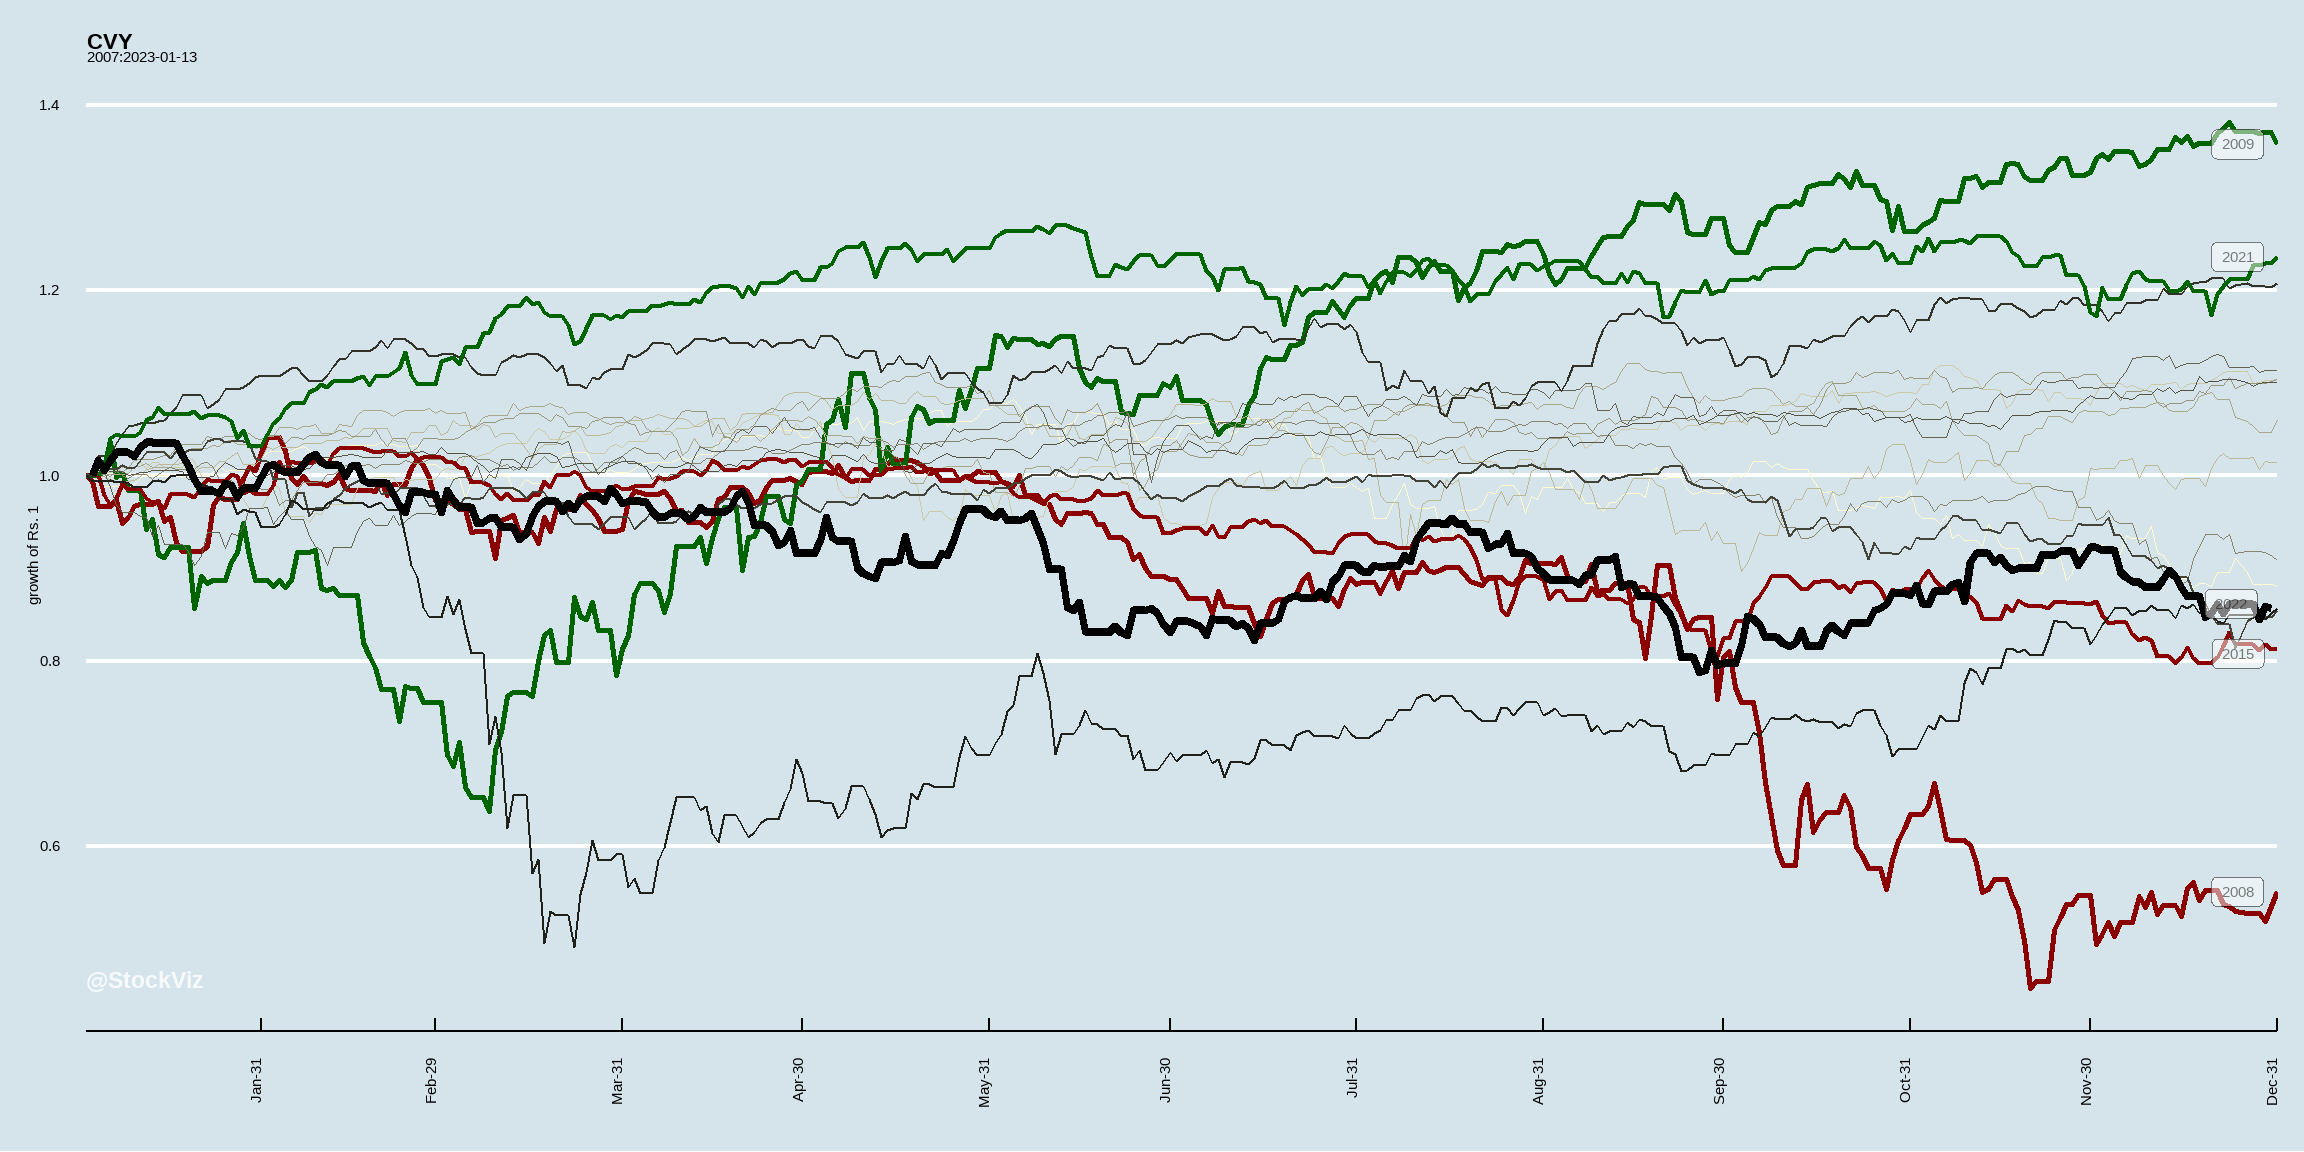 CVY
2007:2023-01-13
growth of Rs. 1
1.4
1.2
1.0
0.8
0.6
2009
2021
2022
2015
2008
@StockViz
Jan-31
Feb-29
Mar-31
Apr-30
May-31
Jun-30
Jul-31
Aug-31
Sep-30
Oct-31
Nov-30
Dec-31